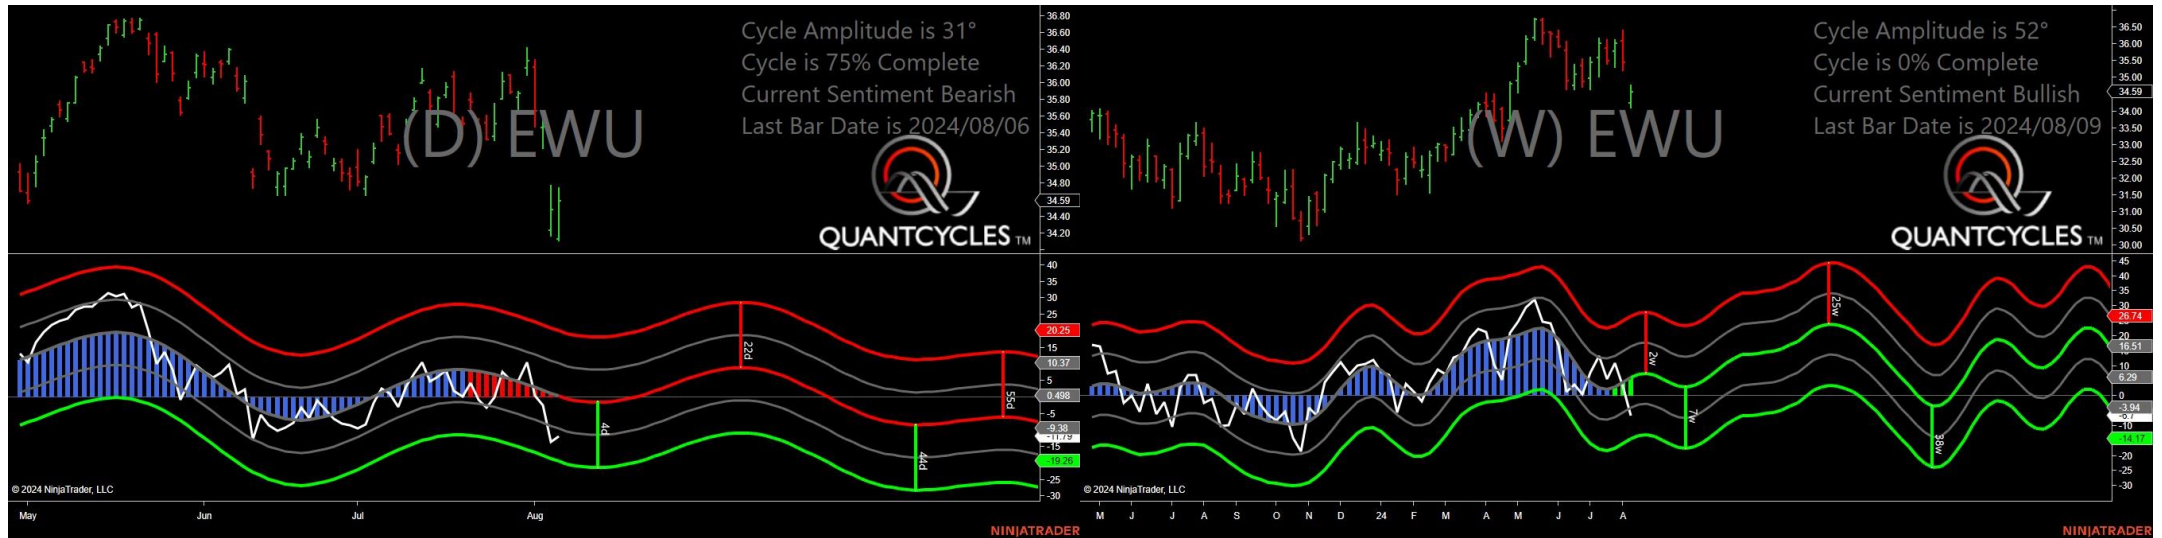 Cycle Amplitude is 31°
Cycle is 75% Complete
Current Sentiment Bearish
Last Bar Date is 2024/08/06
(D) EWU
QUANTCYCLES TM
36.80
36.60
36.40
36.20
36.00
35.80
35.60
35.40
35.20
35.00
34.80
34.59
34.40
34.20
40
35
30
25
20.25
15
10.37
5
0.498
-5
-9.38
-11.79
-15
-19.26
-25
-30
4d
22d
44d
55d
© 2024 NinjaTrader, LLC
May
Jun
Jul
Aug
NINJATRADER
Cycle Amplitude is 52°
Cycle is 0% Complete
Current Sentiment Bullish
Last Bar Date is 2024/08/09
(W) EWU
QUANTCYCLES TM
36.50
36.00
35.50
35.00
34.59
34.00
33.50
33.00
32.50
32.00
31.50
31.00
30.50
30.00
45
40
35
30
26.74
20
16.51
6.29
0
-3.94
-10
-14.17
-20
-25
-30
2w
7w
25w
38w
© 2024 NinjaTrader, LLC
M J J A S O N D 24 F M A M J J A
NINJATRADER